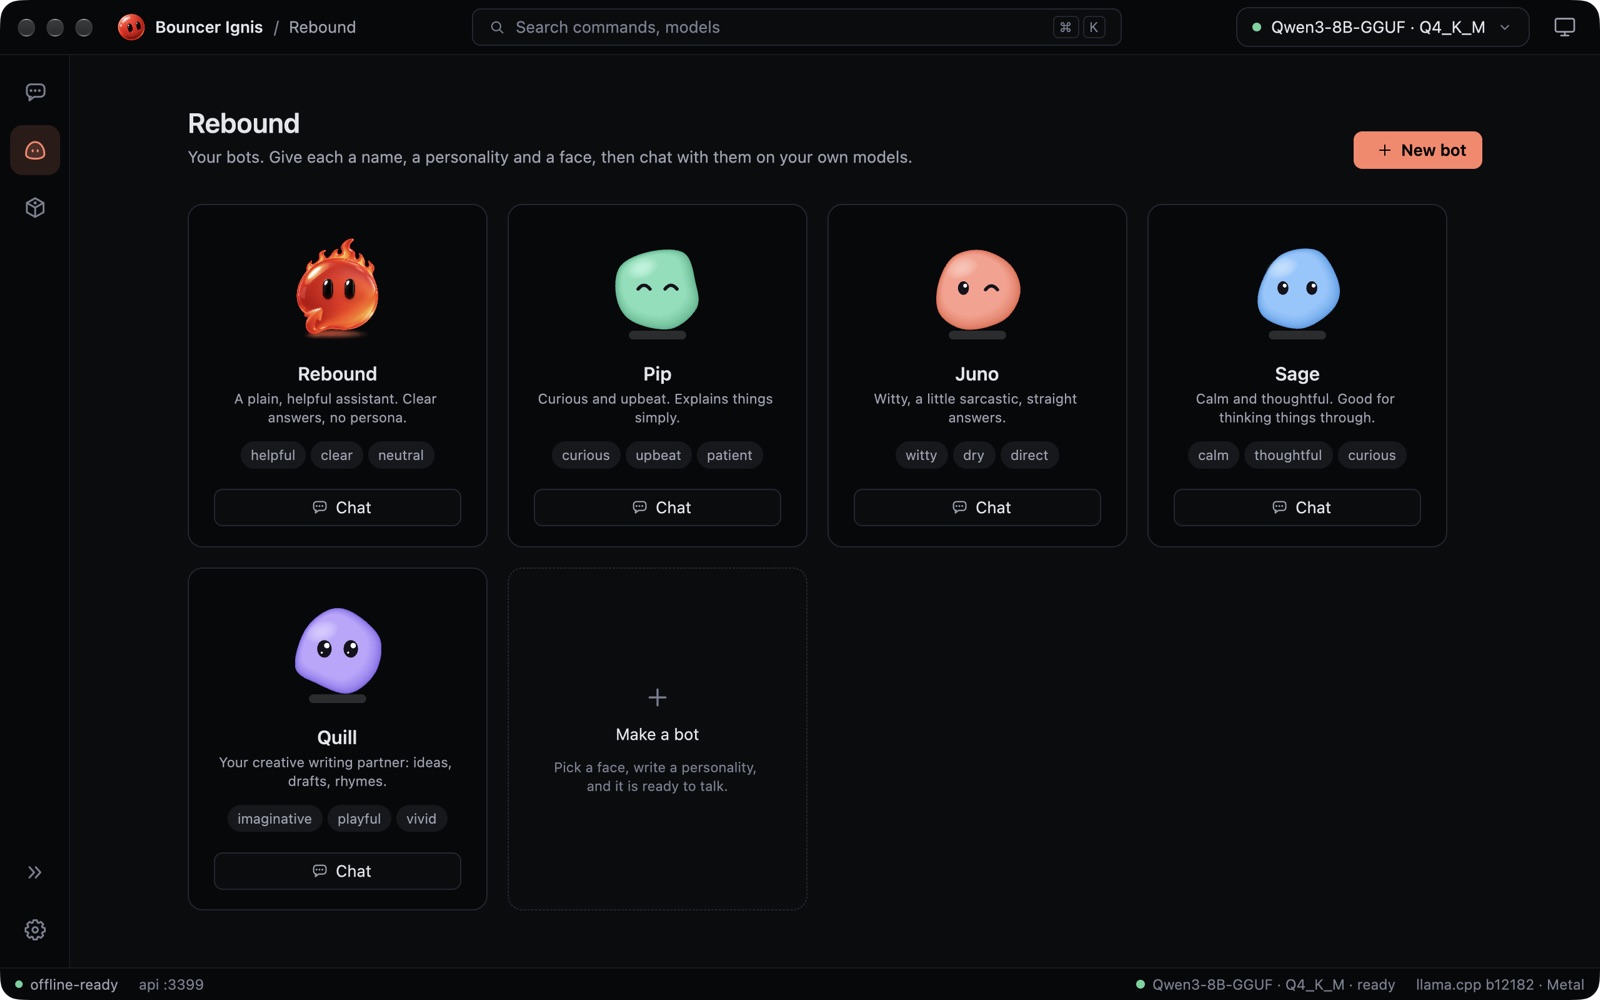 Bouncer Ignis / Rebound
Search commands, models
⌘ K
Qwen3-8B-GGUF · Q4_K_M
Rebound
Your bots. Give each a name, a personality and a face, then chat with them on your own models.
+ New bot
Rebound
A plain, helpful assistant. Clear
answers, no persona.
helpful clear neutral
Chat
Pip
Curious and upbeat. Explains things
simply.
curious upbeat patient
Chat
Juno
Witty, a little sarcastic, straight
answers.
witty dry direct
Chat
Sage
Calm and thoughtful. Good for
thinking things through.
calm thoughtful curious
Chat
Quill
Your creative writing partner: ideas,
drafts, rhymes.
imaginative playful vivid
Chat
Make a bot
Pick a face, write a personality,
and it is ready to talk.
offline-ready api :3399
Qwen3-8B-GGUF · Q4_K_M · ready llama.cpp b12182 · Metal